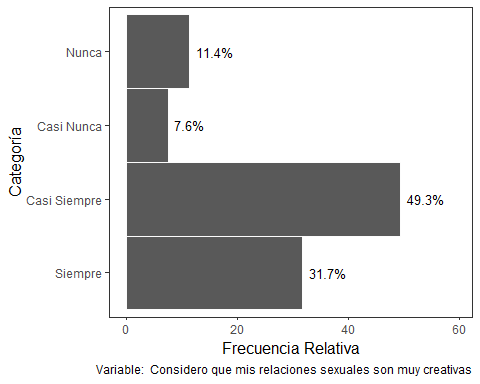 Nunca
11.4%
Casi Nunca
7.6%
Categoría
Casi Siempre
49.3%
Siempre
31.7%
0 20 40 60
Frecuencia Relativa
Variable: Considero que mis relaciones sexuales son muy creativas